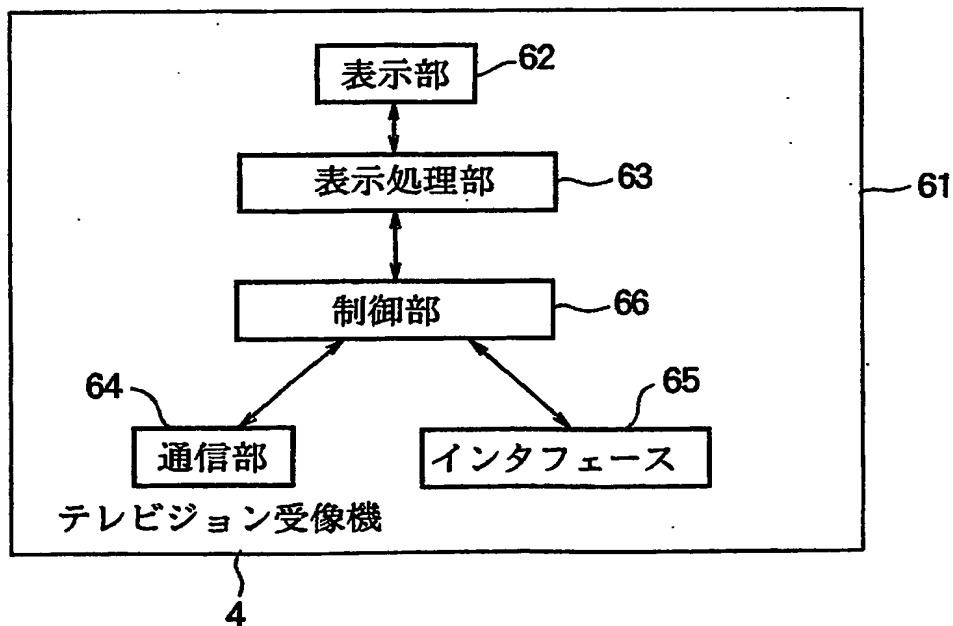 表示部
62
表示処理部
63
61
制御部
66
64
65
通信部
インタフェース
テレビジョン受像機
4